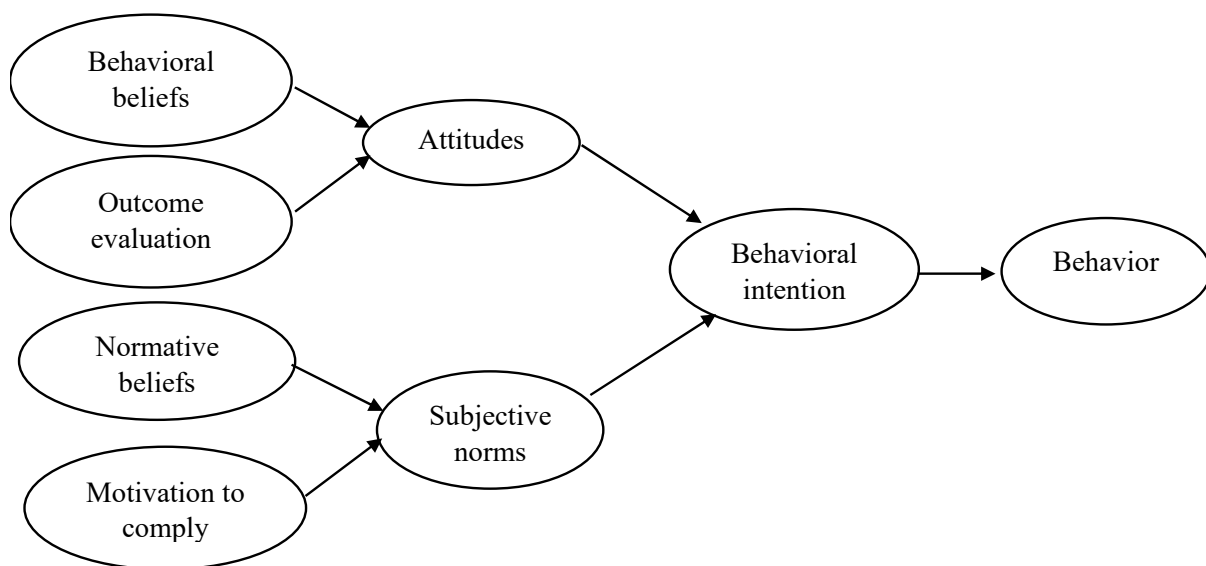 Behavioral
beliefs
Attitudes
Outcome
evaluation
Behavioral
intention
Behavior
Normative
beliefs
Subjective
norms
Motivation to
comply